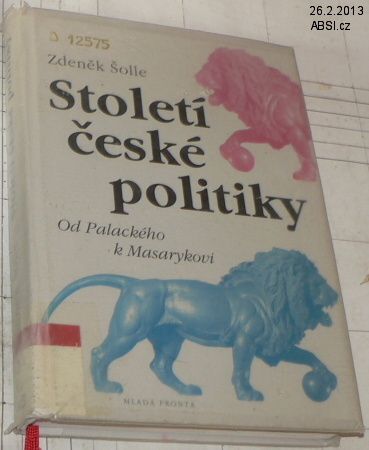 26.2.2013
ABSI.cz
D 12575
Zdeněk Šolle
Století
české
politiky
Od Palackého
k Masarykovi
MLADÁ FRONTA